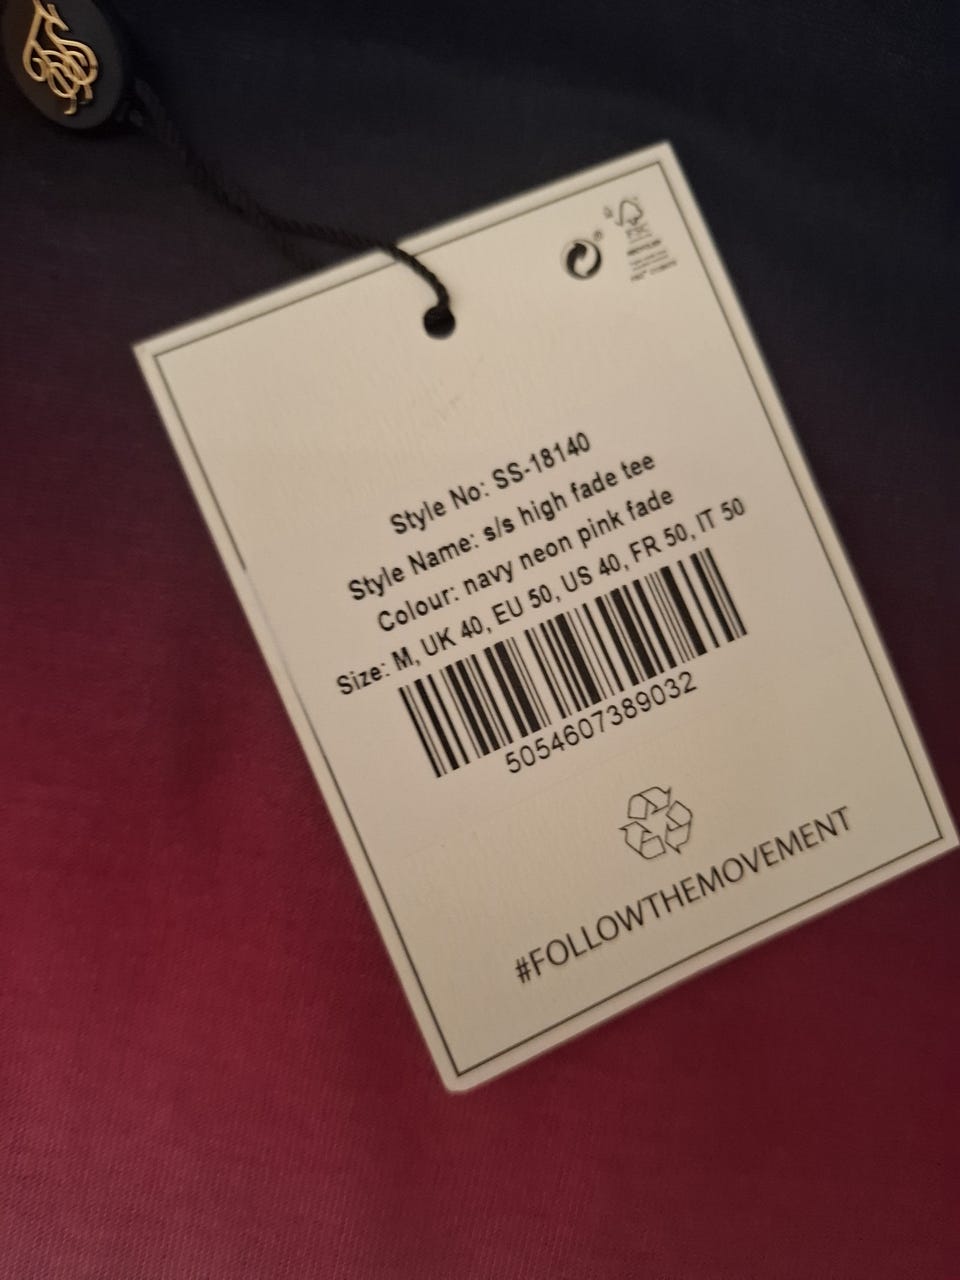 FSC
Style No: SS-18140
Style Name: s/s high fade tee
Colour: navy neon pink fade
Size: M, UK 40, EU 50, US 40, FR 50, IT 50
5054607389032
#FOLLOWTHEMOVEMENT